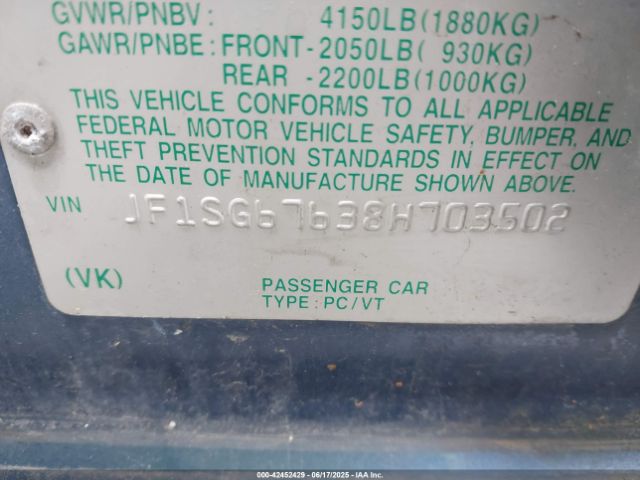 GVWR/PNBV: 4150LB(1880KG)
GAWR/PNBE: FRONT-2050LB( 930KG)
REAR -2200LB(1000KG)
THIS VEHICLE CONFORMS TO ALL APPLICABLE
FEDERAL MOTOR VEHICLE SAFETY, BUMPER, AND
THEFT PREVENTION STANDARDS IN EFFECT ON
THE DATE OF MANUFACTURE SHOWN ABOVE.
VIN JF1SG67638H703502
(VK) PASSENGER CAR
TYPE: PC/VT
000-42452429 - 06/17/2025 - IAA Inc.